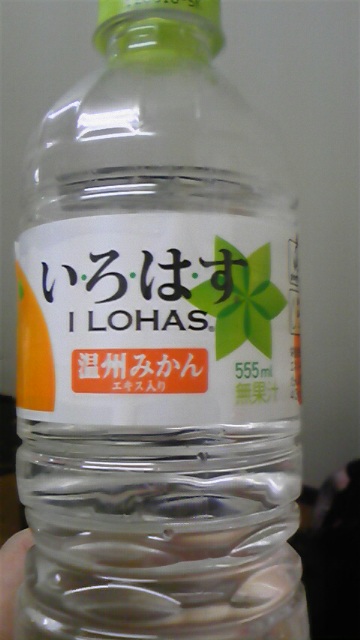 い・ろ・は・す
I LOHAS®
温州みかん
エキス入り
555ml
無果汁